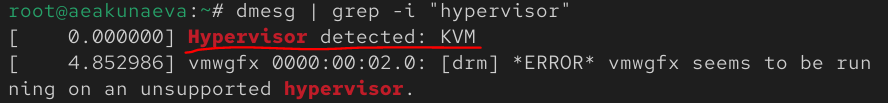 root@aeakunaeva:~# dmesg | grep -i "hypervisor"
[    0.000000] Hypervisor detected: KVM
[    4.852986] vmwgfx 0000:00:02.0: [drm] *ERROR* vmwgfx seems to be run
ning on an unsupported hypervisor.